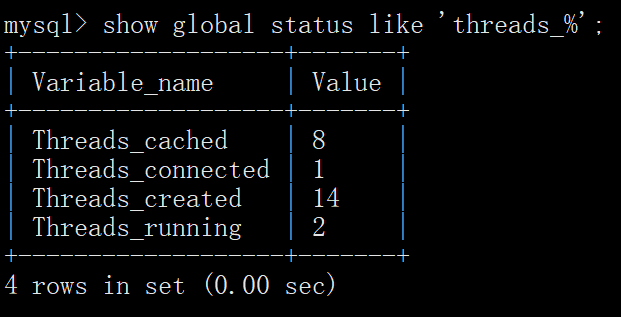 mysql> show global status like 'threads_%';
+-------------------+-------+
| Variable_name     | Value |
+-------------------+-------+
| Threads_cached    | 8     |
| Threads_connected | 1     |
| Threads_created   | 14    |
| Threads_running   | 2     |
+-------------------+-------+
4 rows in set (0.00 sec)